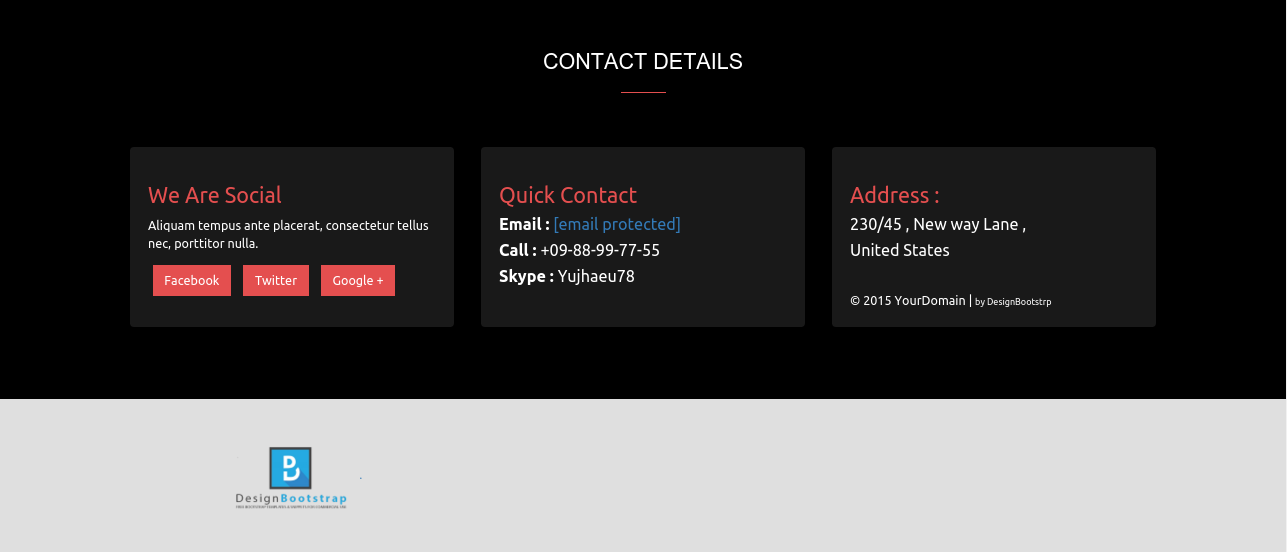 CONTACT DETAILS
We Are Social
Aliquam tempus ante placerat, consectetur tellus
nec, porttitor nulla.
Facebook Twitter Google +
Quick Contact
Email : [email protected]
Call : +09-88-99-77-55
Skype : Yujhaeu78
Address :
230/45 , New way Lane ,
United States
© 2015 YourDomain | by DesignBootstrp
DesignBootstrap